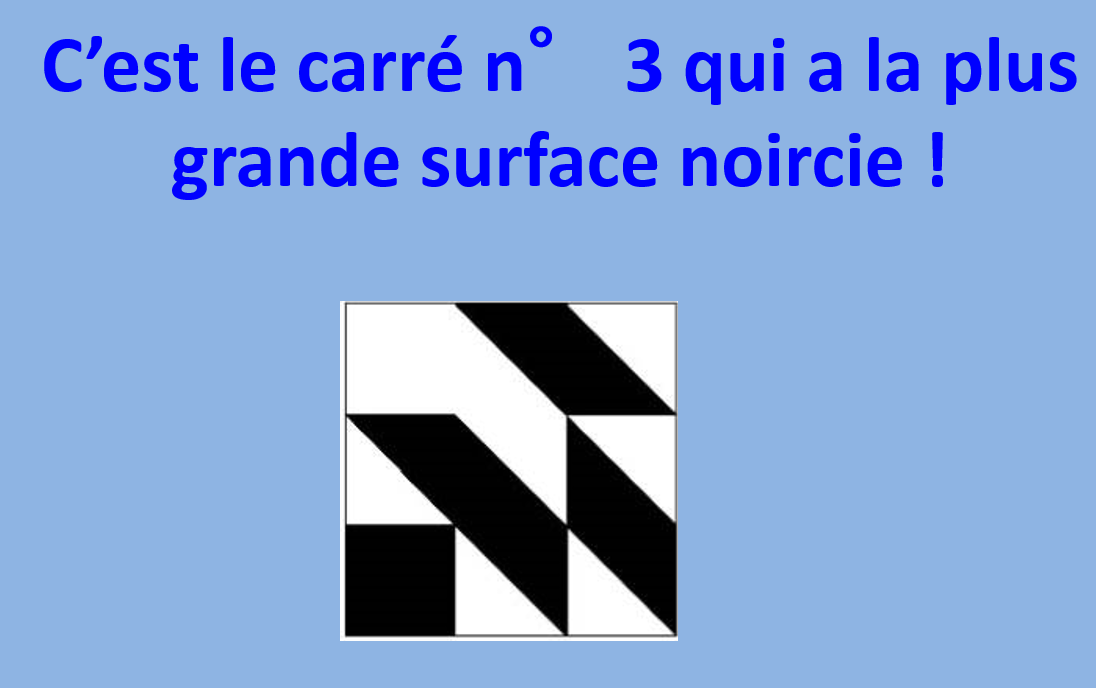 C’est le carré n° 3 qui a la plus
grande surface noircie !